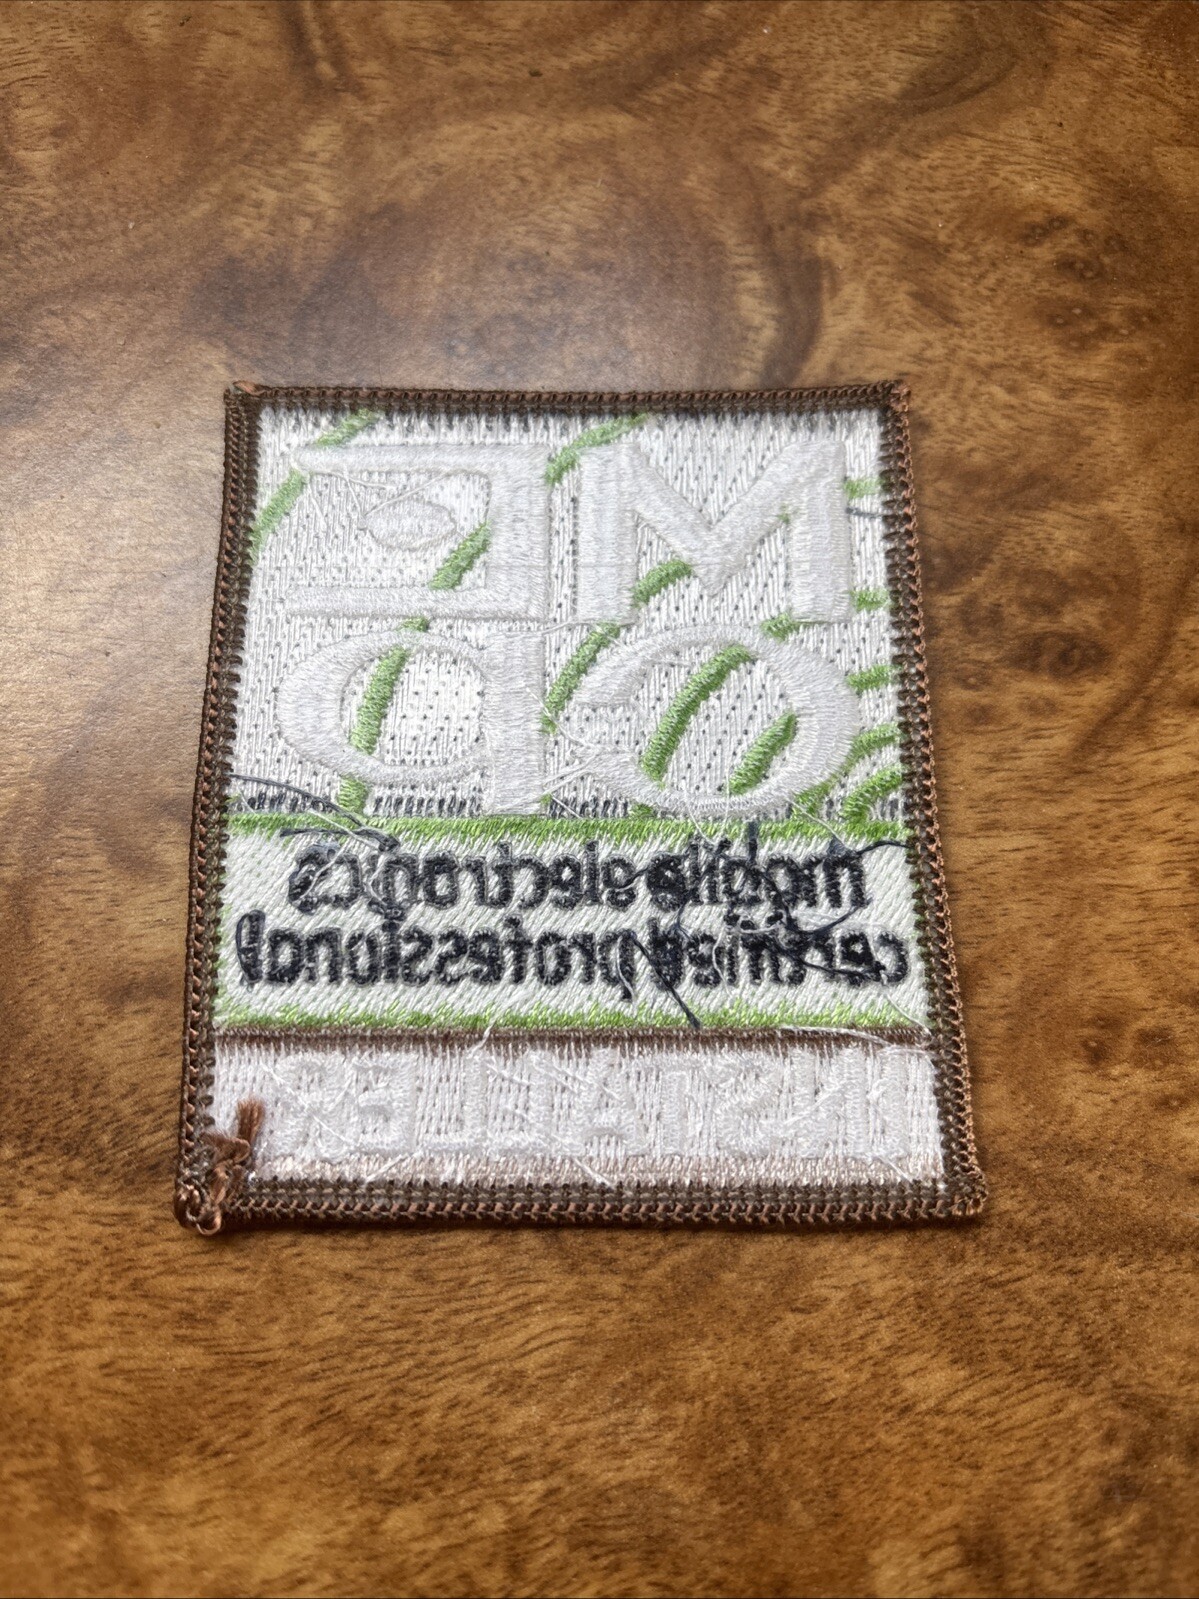 ME
CP
mobile electronics
certified professional
INSTALLER